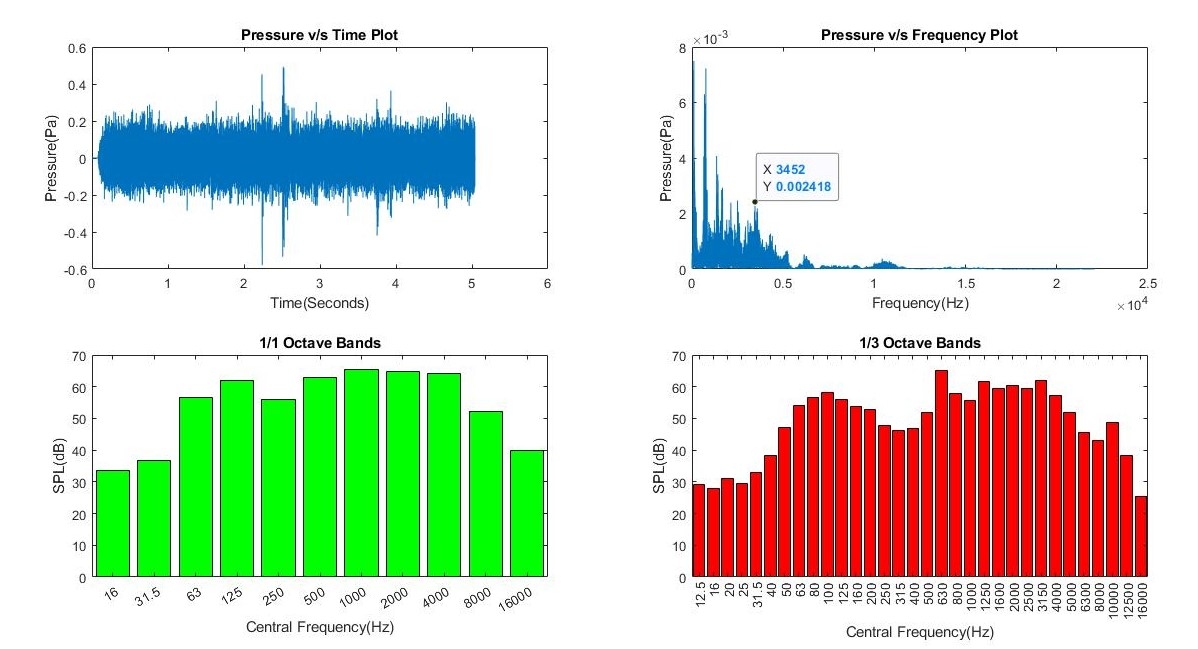 Pressure v/s Time Plot
0.6
0.4
0.2
0
-0.2
-0.4
-0.6
Pressure(Pa)
0 1 2 3 4 5 6
Time(Seconds)
Pressure v/s Frequency Plot
×10⁻³
8
6
4
2
0
Pressure(Pa)
X 3452
Y 0.002418
0 0.5 1 1.5 2 2.5
×10⁴
Frequency(Hz)
1/1 Octave Bands
70
60
50
40
30
20
10
0
SPL(dB)
16 31.5 63 125 250 500 1000 2000 4000 8000 16000
Central Frequency(Hz)
1/3 Octave Bands
70
60
50
40
30
20
10
0
SPL(dB)
12.5 16 20 25 31.5 40 50 63 80 100 125 160 200 250 315 400 500 630 800 1000 1250 1600 2000 2500 3150 4000 5000 6300 8000 10000 12500 16000
Central Frequency(Hz)